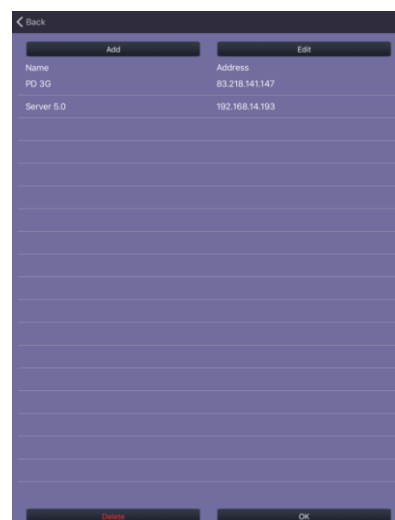 Back
Add Edit
Name Address
PD 3G 83.218.141.147
Server 5.0 192.168.14.193
Delete OK